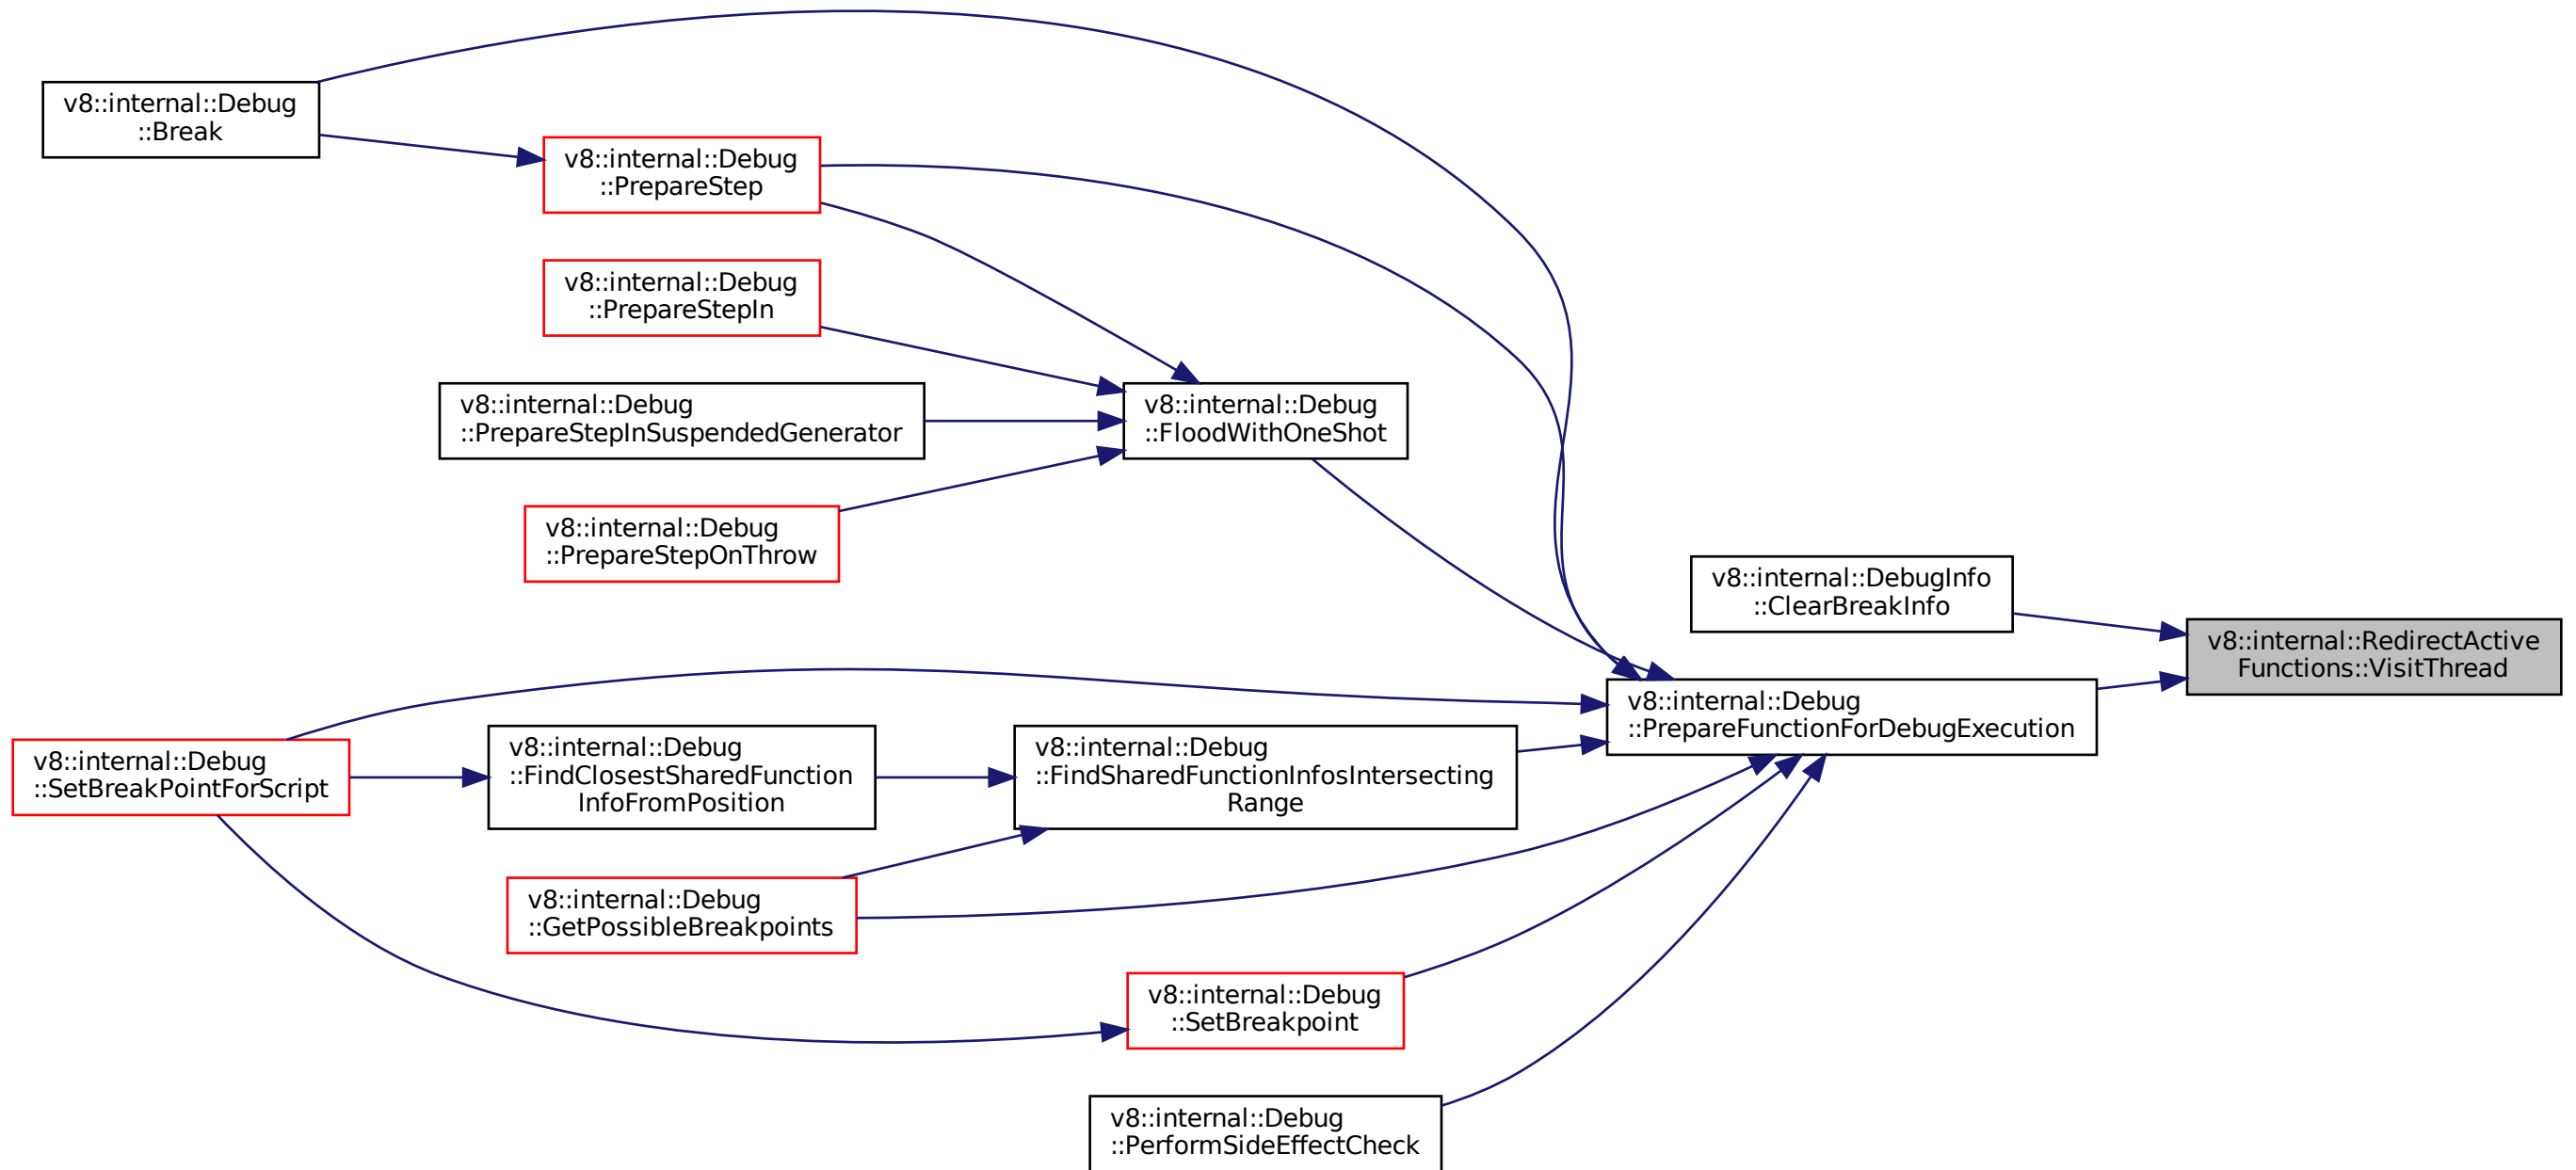 v8::internal::Debug
::Break
v8::internal::Debug
::PrepareStep
v8::internal::Debug
::PrepareStepIn
v8::internal::Debug
::PrepareStepInSuspendedGenerator
v8::internal::Debug
::FloodWithOneShot
v8::internal::Debug
::PrepareStepOnThrow
v8::internal::DebugInfo
::ClearBreakInfo
v8::internal::RedirectActive
Functions::VisitThread
v8::internal::Debug
::PrepareFunctionForDebugExecution
v8::internal::Debug
::SetBreakPointForScript
v8::internal::Debug
::FindClosestSharedFunction
InfoFromPosition
v8::internal::Debug
::FindSharedFunctionInfosIntersecting
Range
v8::internal::Debug
::GetPossibleBreakpoints
v8::internal::Debug
::SetBreakpoint
v8::internal::Debug
::PerformSideEffectCheck